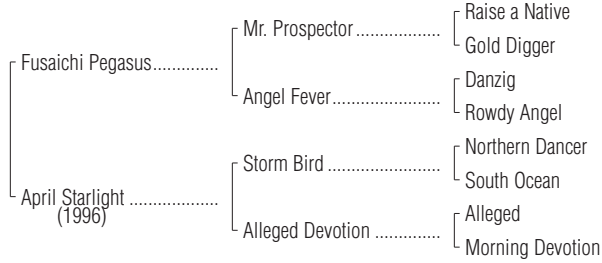 Raise a Native
Mr. Prospector ..................
Gold Digger
Fusaichi Pegasus..............
Danzig
Angel Fever.......................
Rowdy Angel
Northern Dancer
Storm Bird ........................
South Ocean
April Starlight ...................
(1996)
Alleged
Alleged Devotion ..............
Morning Devotion